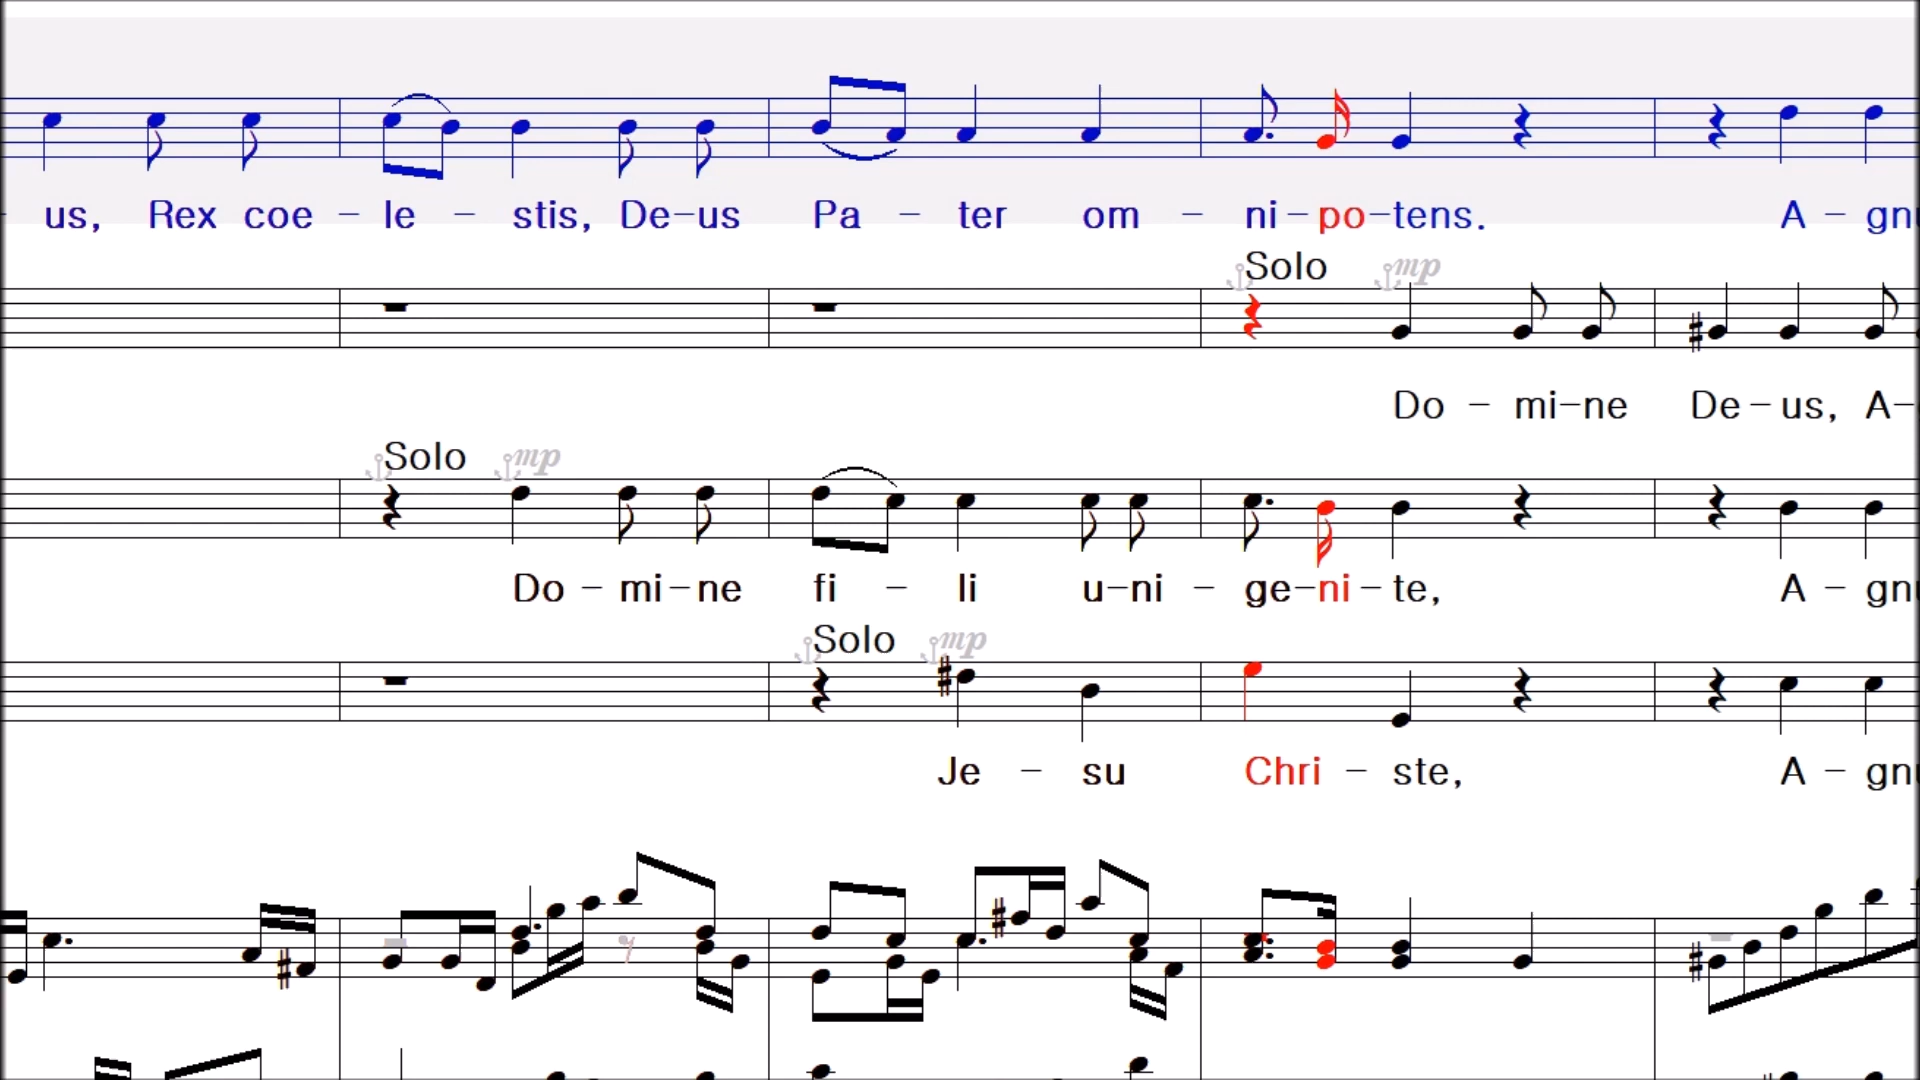 us, Rex coe – le – stis, De–us Pa – ter om – ni–po–tens. A – gn
Solo mp
Do – mi–ne De–us, A–
Solo mp
Do – mi–ne fi – li u–ni – ge–ni–te, A – gn
Solo mp
Je – su Chri – ste, A – gn